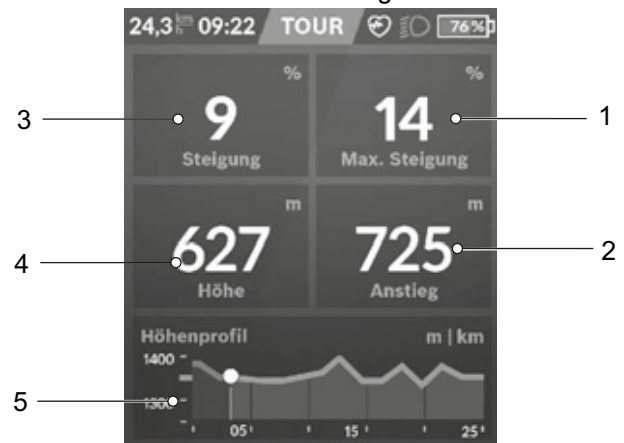 24,3 km/h 09:22 TOUR 76 %
% %
3 9 14 1
Steigung Max. Steigung
m m
4 627 725 2
Höhe Anstieg
Höhenprofil m | km
1400
5 1300
05 15 25